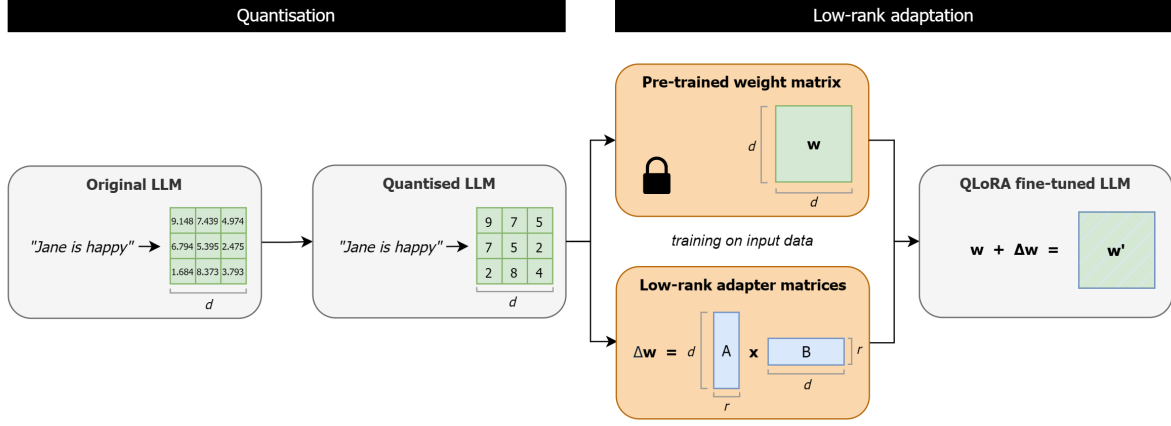 Quantisation
Low-rank adaptation
Original LLM
"Jane is happy"
9.148 7.439 4.974
6.794 5.395 2.475
1.684 8.373 3.793
d
Quantised LLM
"Jane is happy"
9 7 5
7 5 2
2 8 4
d
Pre-trained weight matrix
d
w
d
training on input data
Low-rank adapter matrices
Δw = d A x B r
r
d
QLoRA fine-tuned LLM
w + Δw = w'